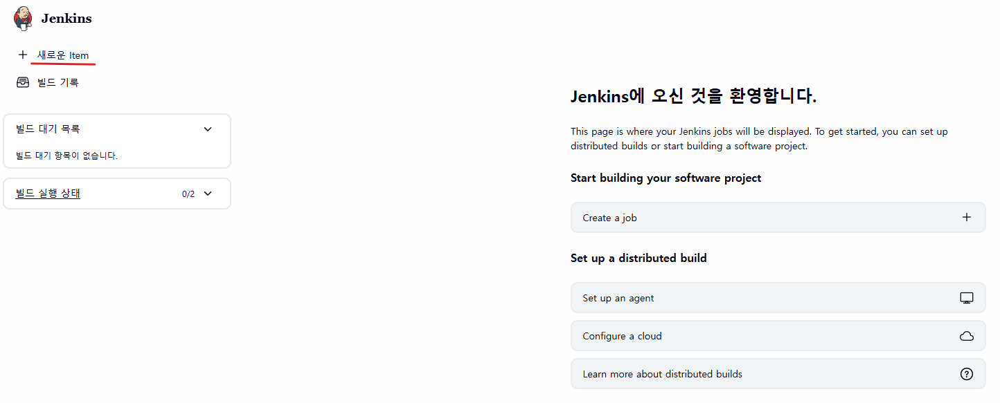 Jenkins
새로운 Item
빌드 기록
빌드 대기 목록
빌드 대기 항목이 없습니다.
빌드 실행 상태
0/2
Jenkins에 오신 것을 환영합니다.
This page is where your Jenkins jobs will be displayed. To get started, you can set up
distributed builds or start building a software project.
Start building your software project
Create a job
Set up a distributed build
Set up an agent
Configure a cloud
Learn more about distributed builds